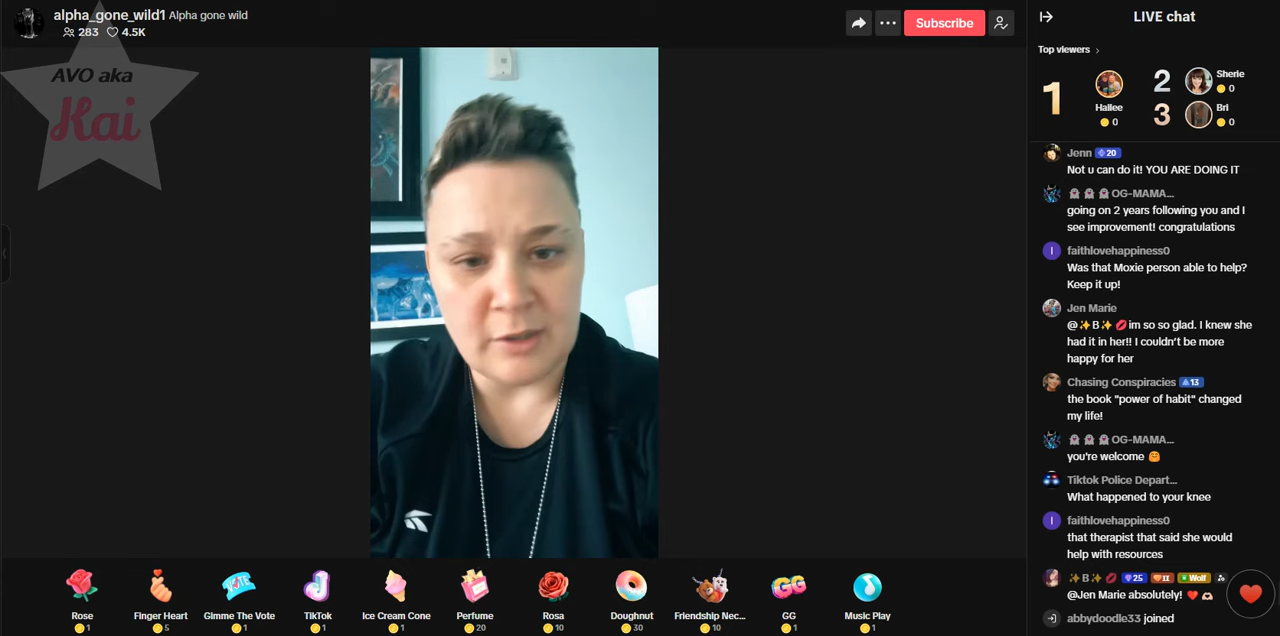 alpha_gone_wild1 Alpha gone wild
283 4.5K
Subscribe
AVO aka
Kai
LIVE chat
Top viewers
1
Hailee
0
2
Sherie
0
3
Bri
0
Jenn 20
Not u can do it! YOU ARE DOING IT
OG-MAMA...
going on 2 years following you and I
see improvement! congratulations
I
faithlovehappiness0
Was that Moxie person able to help?
Keep it up!
Jen Marie
@✨B✨💋im so so glad. I knew she
had it in her!! I couldn't be more
happy for her
Chasing Conspiracies 13
the book "power of habit" changed
my life!
OG-MAMA...
you're welcome 🤗
Tiktok Police Depart...
What happened to your knee
I
faithlovehappiness0
that therapist that said she would
help with resources
✨B✨💋 25 II Wolf
@Jen Marie absolutely! ❤️🫶🏻
abbydoodle33 joined
VOTE
GG
Rose
1
Finger Heart
5
Gimme The Vote
1
TikTok
1
Ice Cream Cone
1
Perfume
20
Rosa
10
Doughnut
30
Friendship Nec...
10
GG
1
Music Play
1